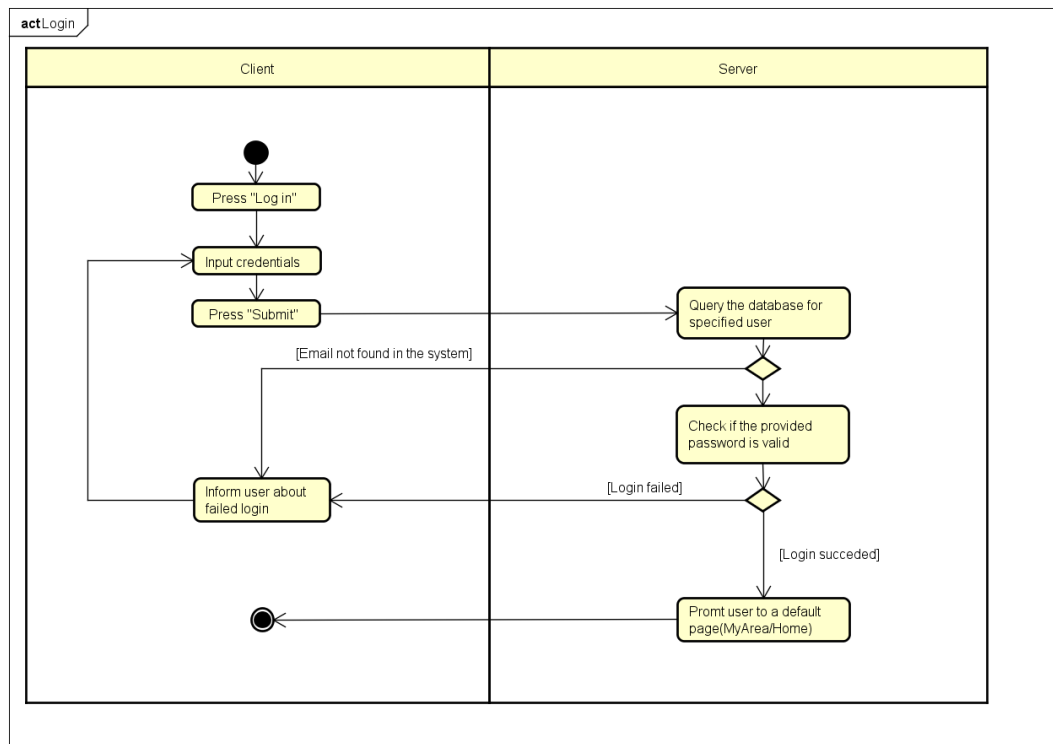 act Login
Client
Server
Press "Log in"
Input credentials
Press "Submit"
Query the database for
specified user
[Email not found in the system]
Check if the provided
password is valid
Inform user about
failed login
[Login failed]
[Login succeded]
Promt user to a default
page(MyArea/Home)